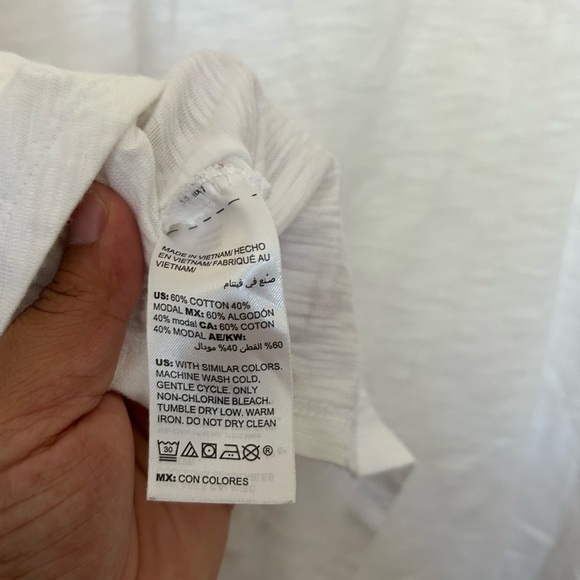 MADE IN VIETNAM/ HECHO
EN VIETNAM/ FABRIQUÉ AU
VIETNAM/
صنع في فيتنام
US: 60% COTTON 40%
MODAL MX: 60% ALGODÓN
40% modal CA: 60% COTON
40% MODAL AE/KW:
60% القطن 40% مودال
US: WITH SIMILAR COLORS.
MACHINE WASH COLD,
GENTLE CYCLE. ONLY
NON-CHLORINE BLEACH.
TUMBLE DRY LOW. WARM
IRON. DO NOT DRY CLEAN
30 ®
MX: CON COLORES